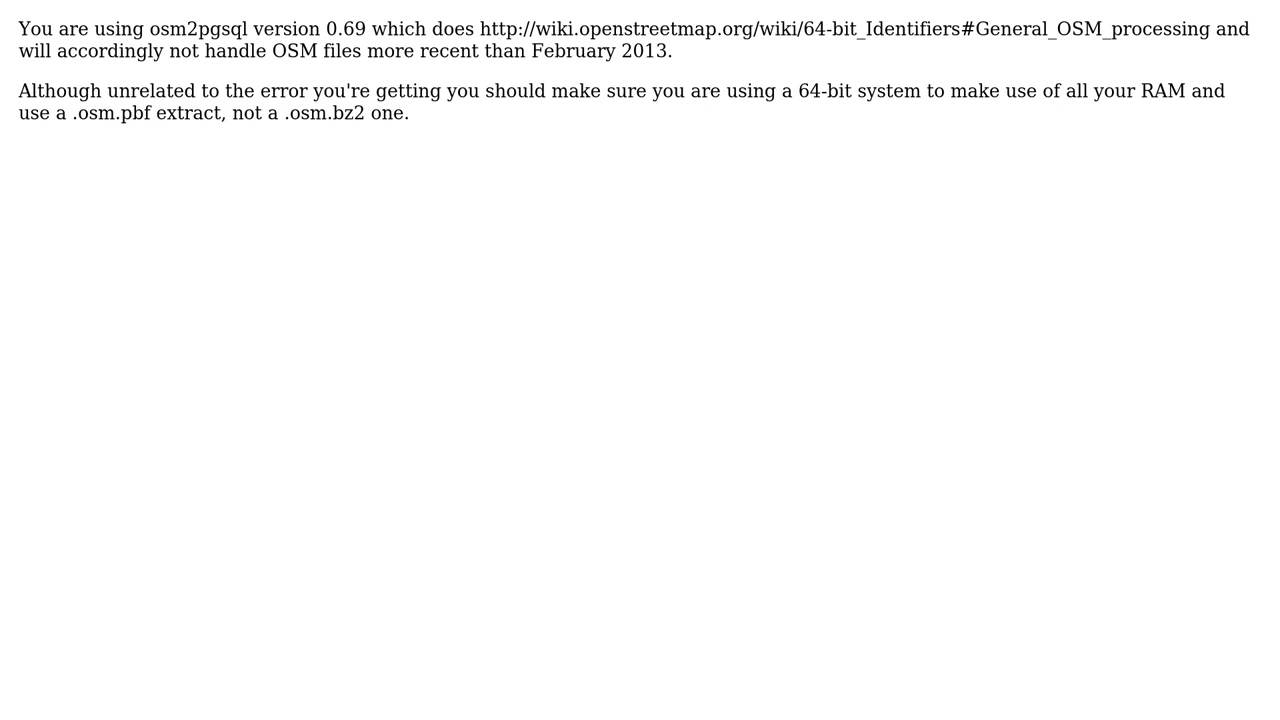 You are using osm2pgsql version 0.69 which does http://wiki.openstreetmap.org/wiki/64-bit_Identifiers#General_OSM_processing and
will accordingly not handle OSM files more recent than February 2013.
Although unrelated to the error you're getting you should make sure you are using a 64-bit system to make use of all your RAM and
use a .osm.pbf extract, not a .osm.bz2 one.